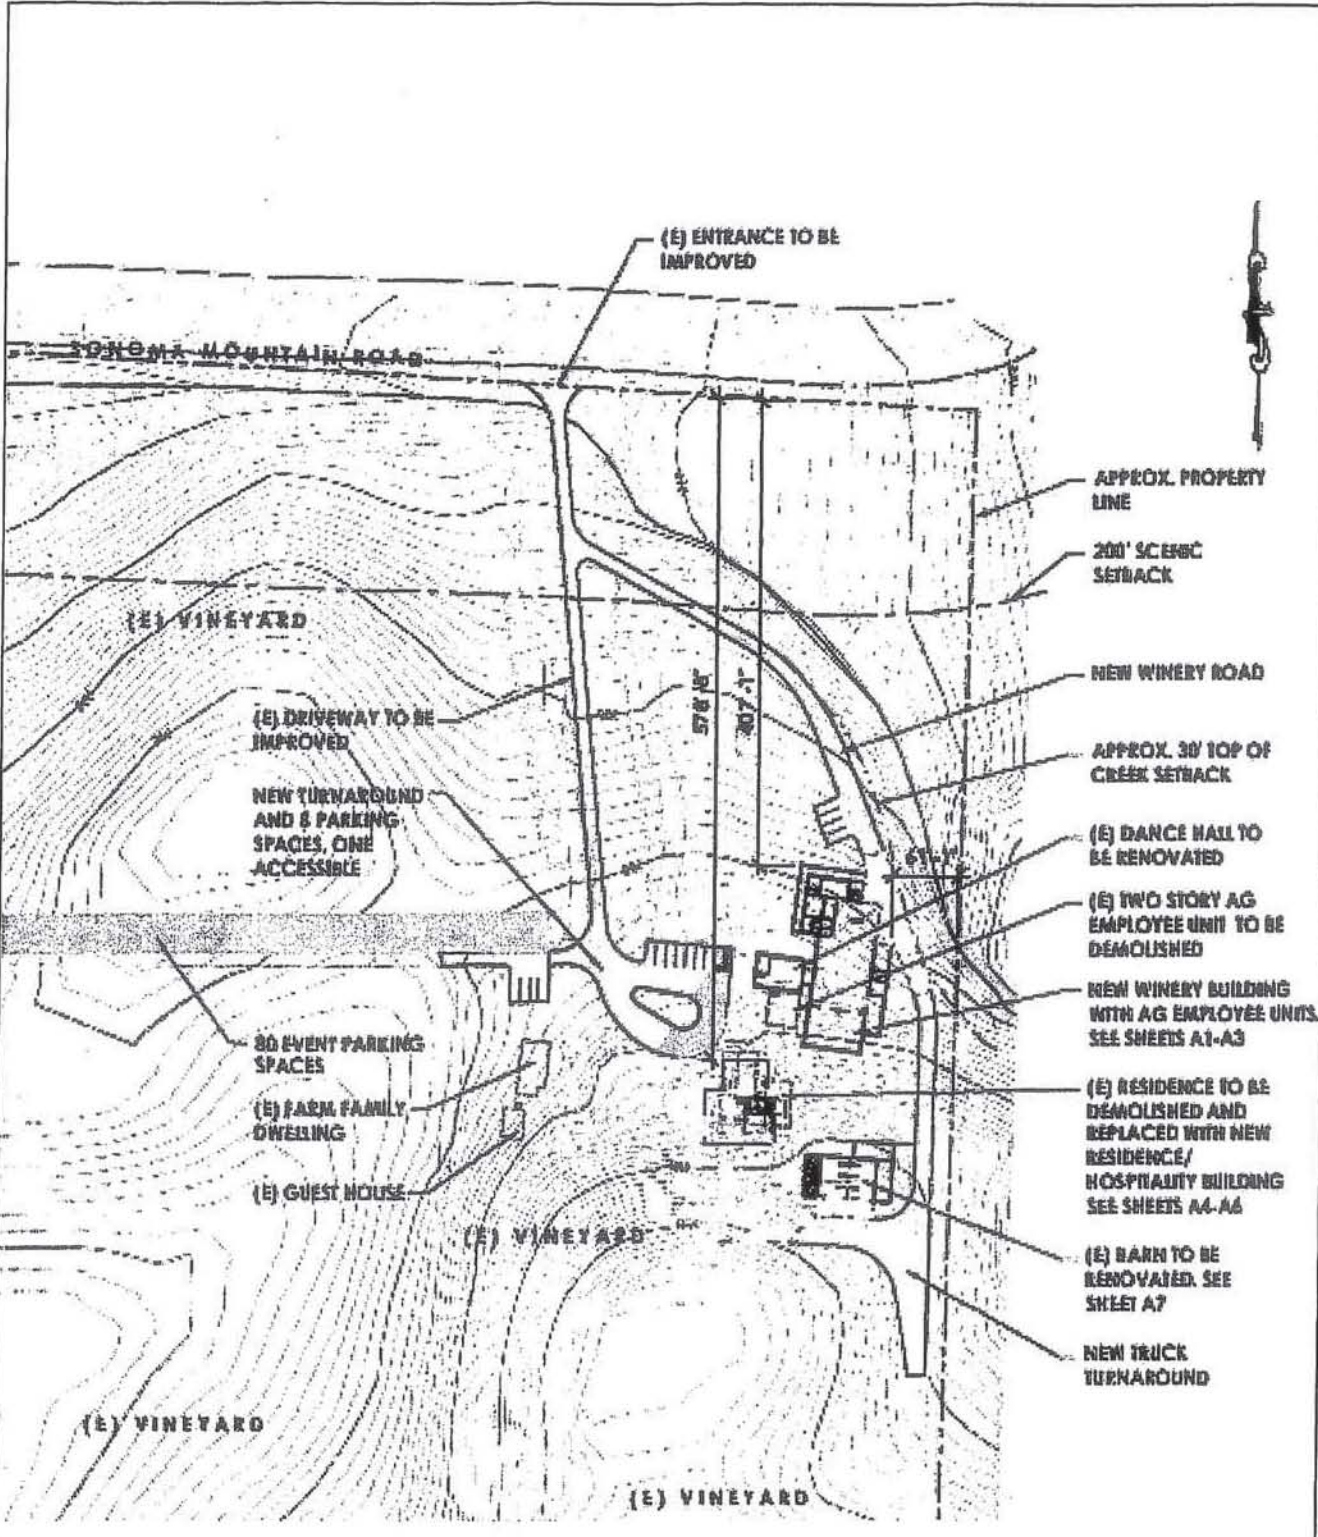 (E) ENTRANCE TO BE
IMPROVED
SONOMA MOUNTAIN ROAD
APPROX. PROPERTY
LINE
200' SCENIC
SETBACK
(E) VINEYARD
NEW WINERY ROAD
(E) DRIVEWAY TO BE
IMPROVED
APPROX. 30' TOP OF
CREEK SETBACK
NEW TURNAROUND
AND 8 PARKING
SPACES, ONE
ACCESSIBLE
(E) DANCE HALL TO
BE RENOVATED
(E) TWO STORY AG
EMPLOYEE UNIT TO BE
DEMOLISHED
NEW WINERY BUILDING
WITH AG EMPLOYEE UNITS.
SEE SHEETS A1-A3
80 EVENT PARKING
SPACES
(E) FARM FAMILY
DWELLING
(E) RESIDENCE TO BE
DEMOLISHED AND
REPLACED WITH NEW
RESIDENCE/
HOSPITALITY BUILDING
SEE SHEETS A4-A6
(E) GUEST HOUSE
(E) VINEYARD
(E) BARN TO BE
RENOVATED. SEE
SHEET A7
NEW TRUCK
TURNAROUND
(E) VINEYARD
(E) VINEYARD
407'-1"